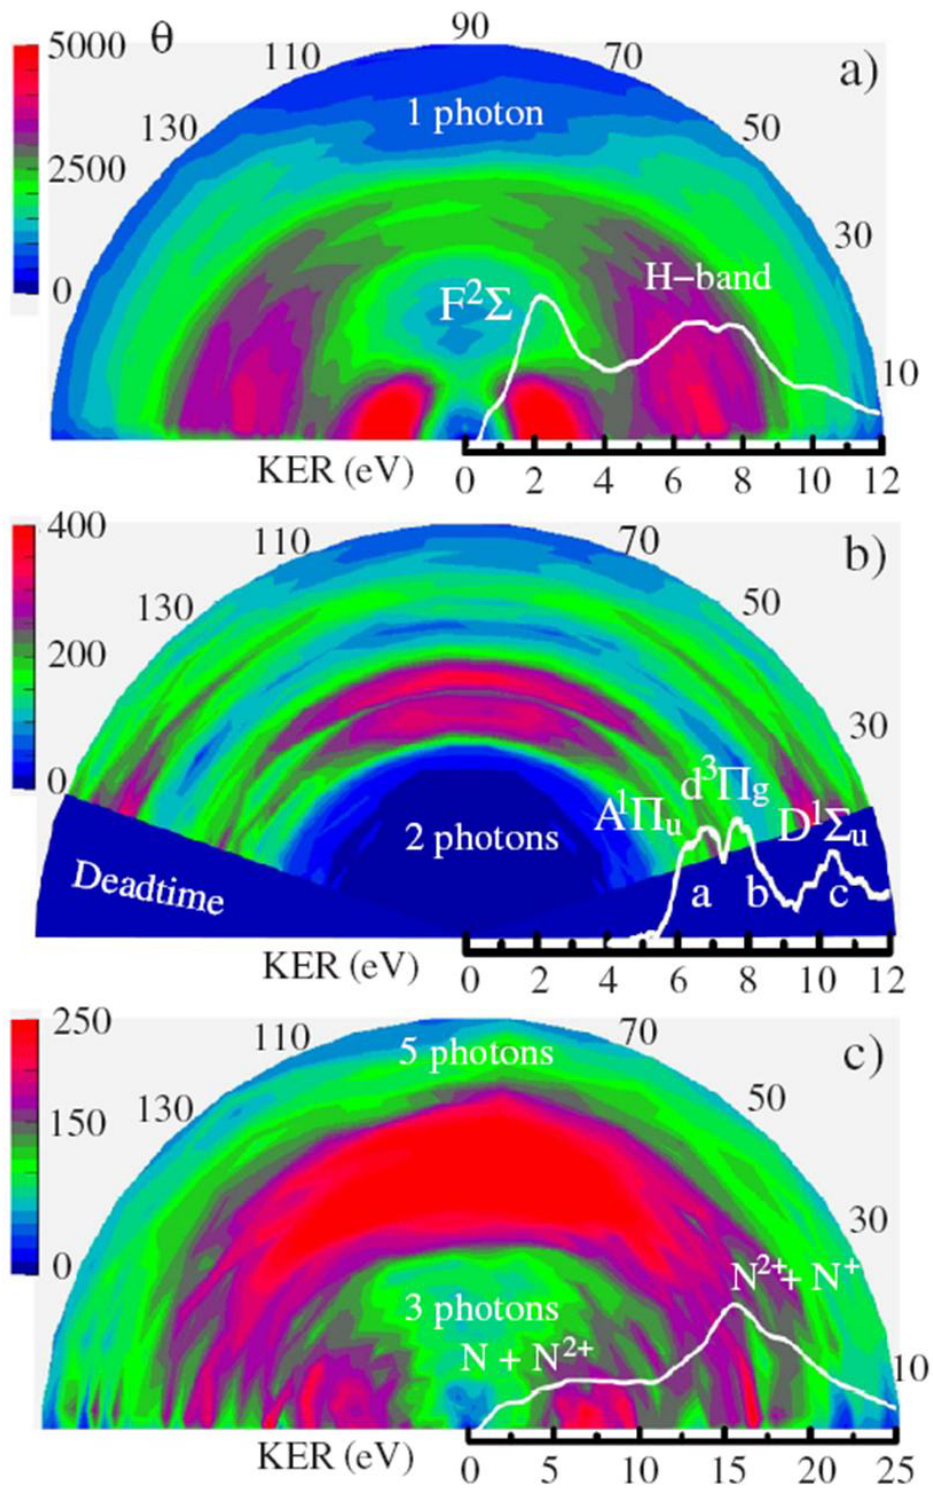 5000
2500
0
θ
130
110
90
70
50
30
10
a)
1 photon
F²Σ
H–band
KER (eV)
0 2 4 6 8 10 12
400
200
0
130
110
70
50
30
b)
2 photons
Deadtime
A¹Πu
d³Πg
D¹Σu
a b c
KER (eV)
0 2 4 6 8 10 12
250
150
0
130
110
70
50
30
10
c)
5 photons
3 photons
N + N²⁺
N²⁺+ N⁺
KER (eV)
0 5 10 15 20 25